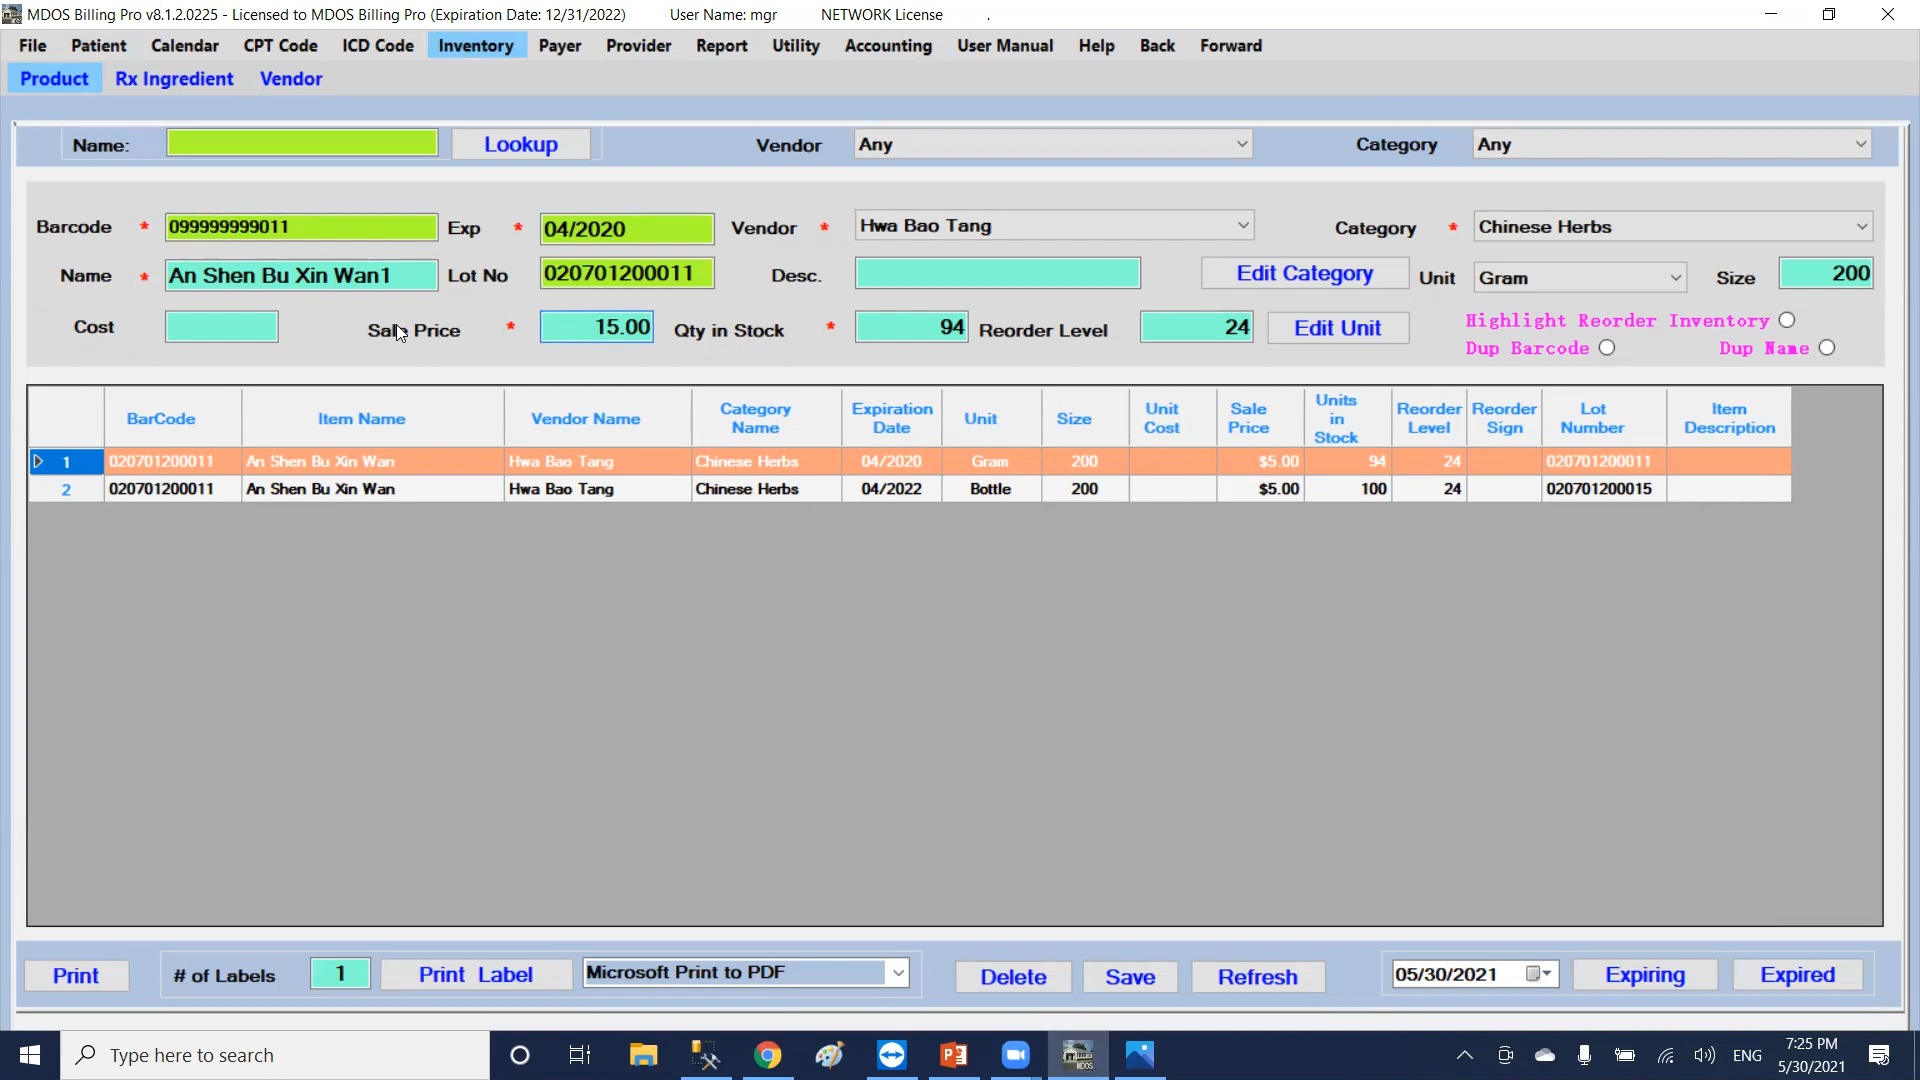 MDOS Billing Pro v8.1.2.0225 - Licensed to MDOS Billing Pro (Expiration Date: 12/31/2022) User Name: mgr NETWORK License .
File Patient Calendar CPT Code ICD Code Inventory Payer Provider Report Utility Accounting User Manual Help Back Forward
Product Rx Ingredient Vendor
Name: Lookup Vendor Any Category Any
Barcode * 099999999011 Exp * 04/2020 Vendor * Hwa Bao Tang Category * Chinese Herbs
Name * An Shen Bu Xin Wan1 Lot No 020701200011 Desc. Edit Category Unit Gram Size 200
Cost Sale Price * 15.00 Qty in Stock * 94 Reorder Level 24 Edit Unit Highlight Reorder Inventory
Dup Barcode Dup Name
BarCode Item Name Vendor Name Category Name Expiration Date Unit Size Unit Cost Sale Price Units in Stock Reorder Level Reorder Sign Lot Number Item Description
1 020701200011 An Shen Bu Xin Wan Hwa Bao Tang Chinese Herbs 04/2020 Gram 200 $5.00 94 24 020701200011
2 020701200011 An Shen Bu Xin Wan Hwa Bao Tang Chinese Herbs 04/2022 Bottle 200 $5.00 100 24 020701200015
Print # of Labels 1 Print Label Microsoft Print to PDF Delete Save Refresh 05/30/2021 Expiring Expired
Type here to search ENG 7:25 PM
5/30/2021